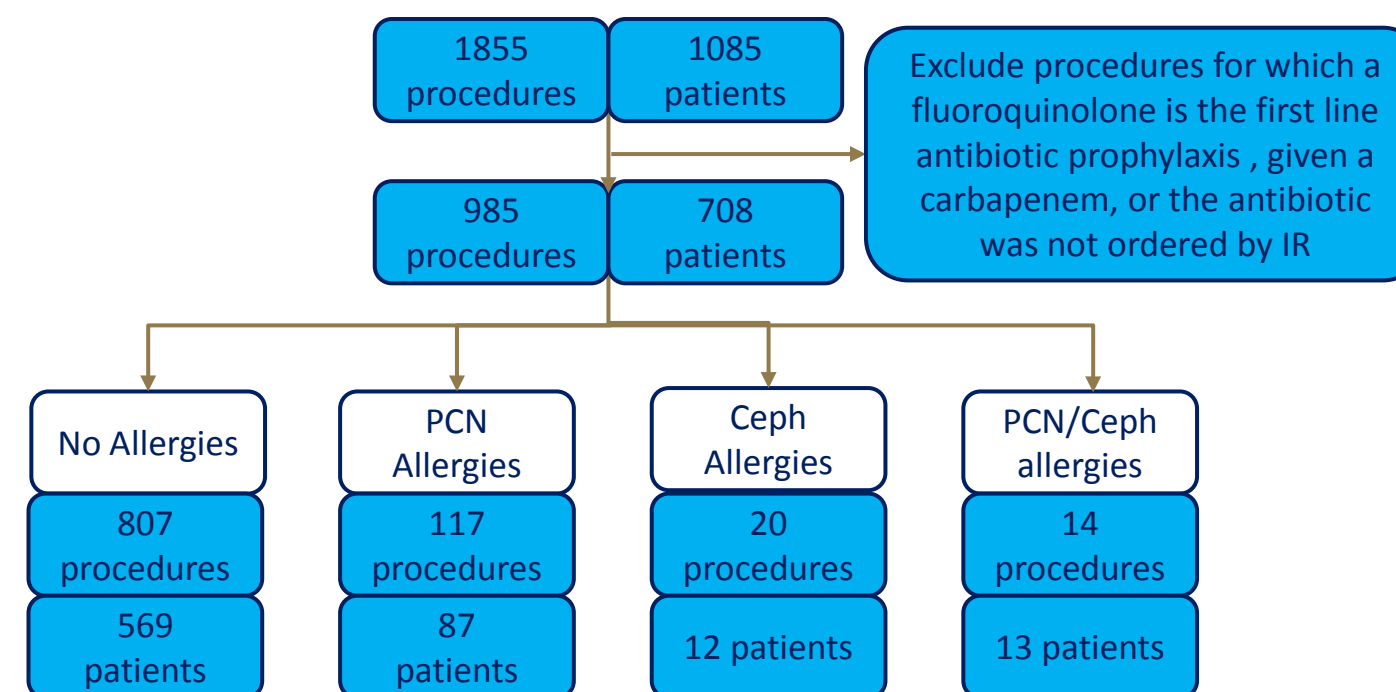 1855
procedures
1085
patients
Exclude procedures for which a
fluoroquinolone is the first line
antibiotic prophylaxis , given a
carbapenem, or the antibiotic
was not ordered by IR
985
procedures
708
patients
No Allergies
PCN
Allergies
Ceph
Allergies
PCN/Ceph
allergies
807
procedures
117
procedures
20
procedures
14
procedures
569
patients
87
patients
12 patients
13 patients